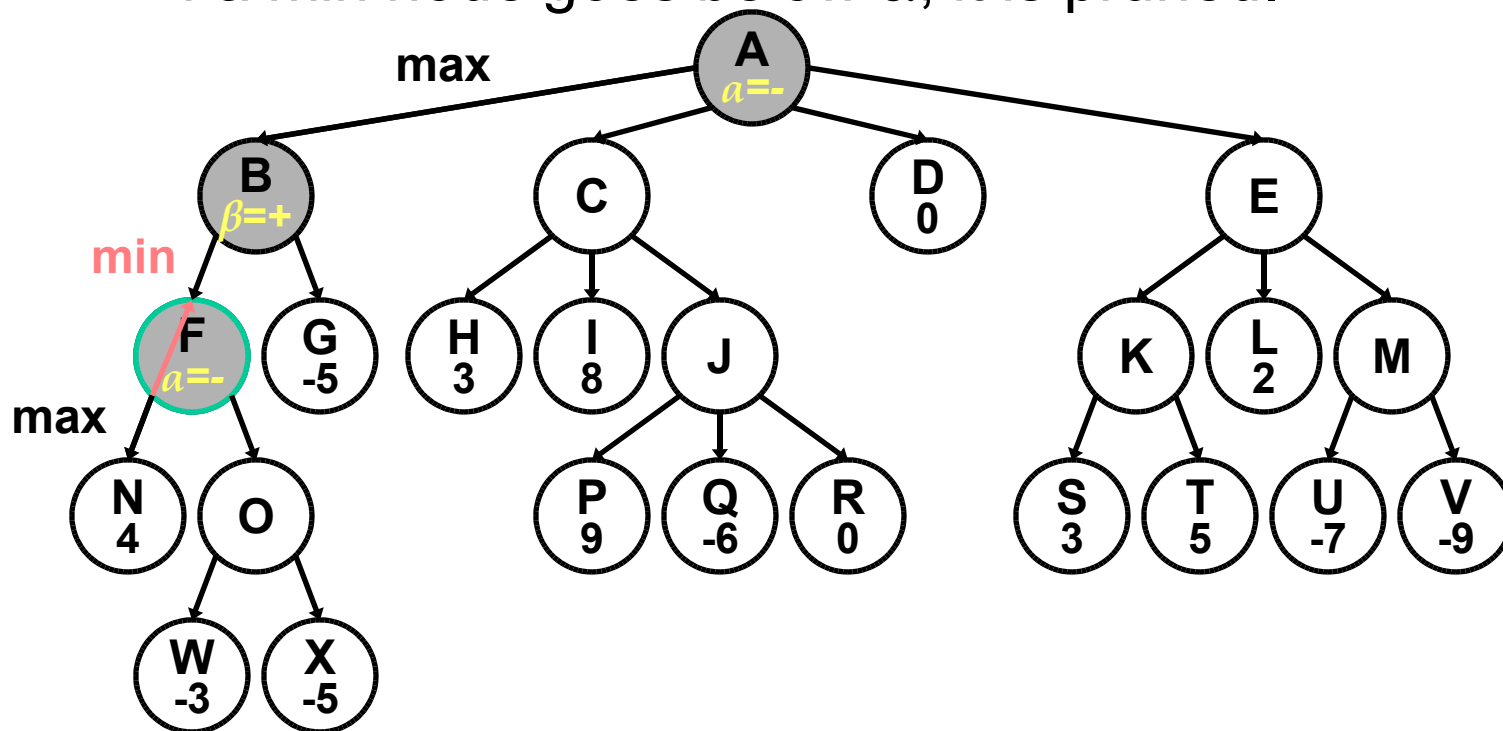 A
max
α=-
B
C
D
E
β=+
0
min
F
G
H
I
J
K
L
M
α=-
-5
3
8
2
max
N
O
P
Q
R
S
T
U
V
4
9
-6
0
3
5
-7
-9
W
X
-3
-5